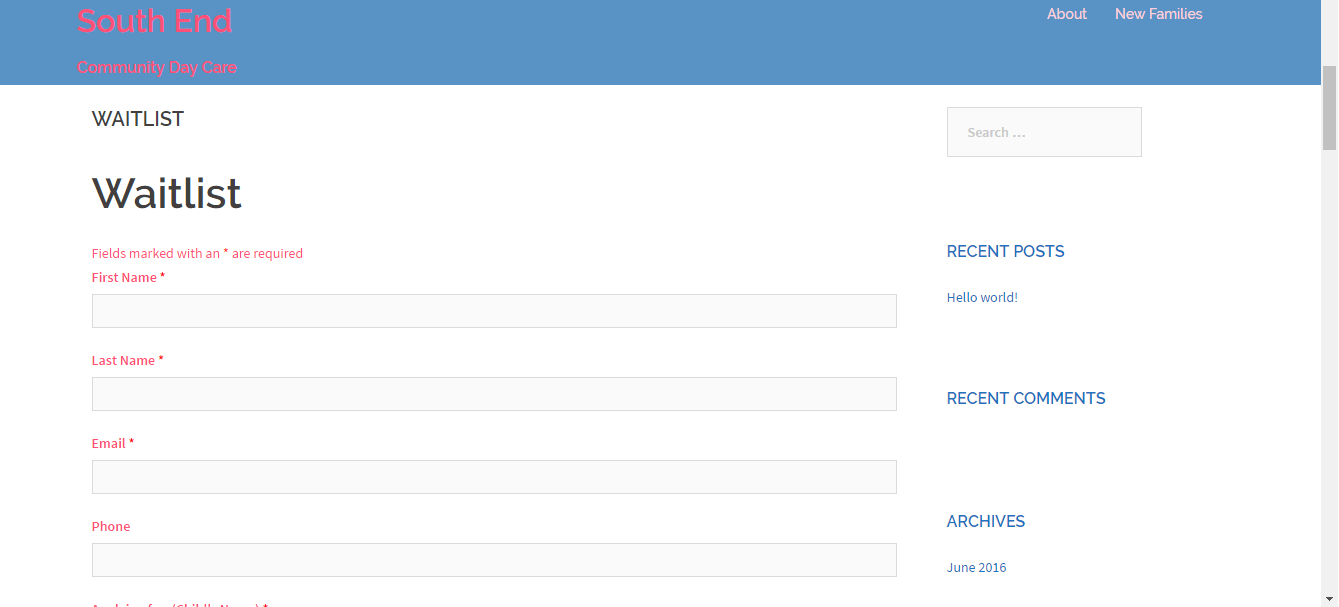 South End
Community Day Care
About
New Families
WAITLIST
Waitlist
Fields marked with an * are required
First Name *
Last Name *
Email *
Phone
Search ...
RECENT POSTS
Hello world!
RECENT COMMENTS
ARCHIVES
June 2016